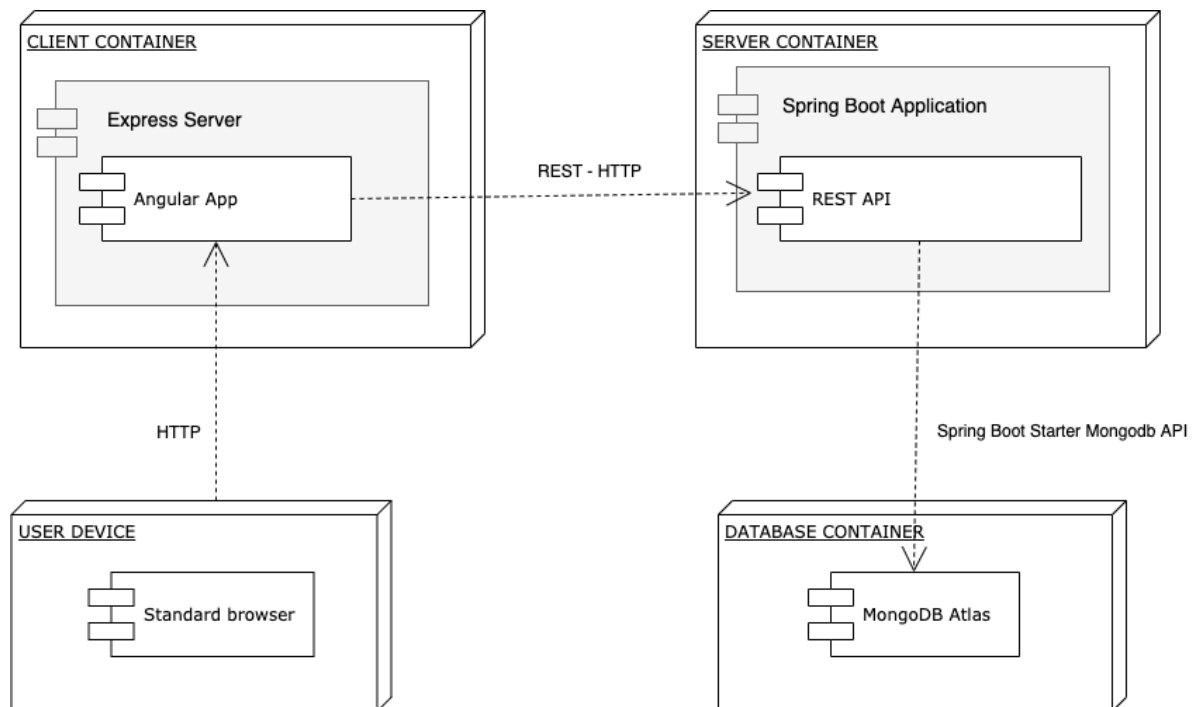 CLIENT CONTAINER
Express Server
Angular App
REST - HTTP
SERVER CONTAINER
Spring Boot Application
REST API
HTTP
Spring Boot Starter Mongodb API
USER DEVICE
Standard browser
DATABASE CONTAINER
MongoDB Atlas